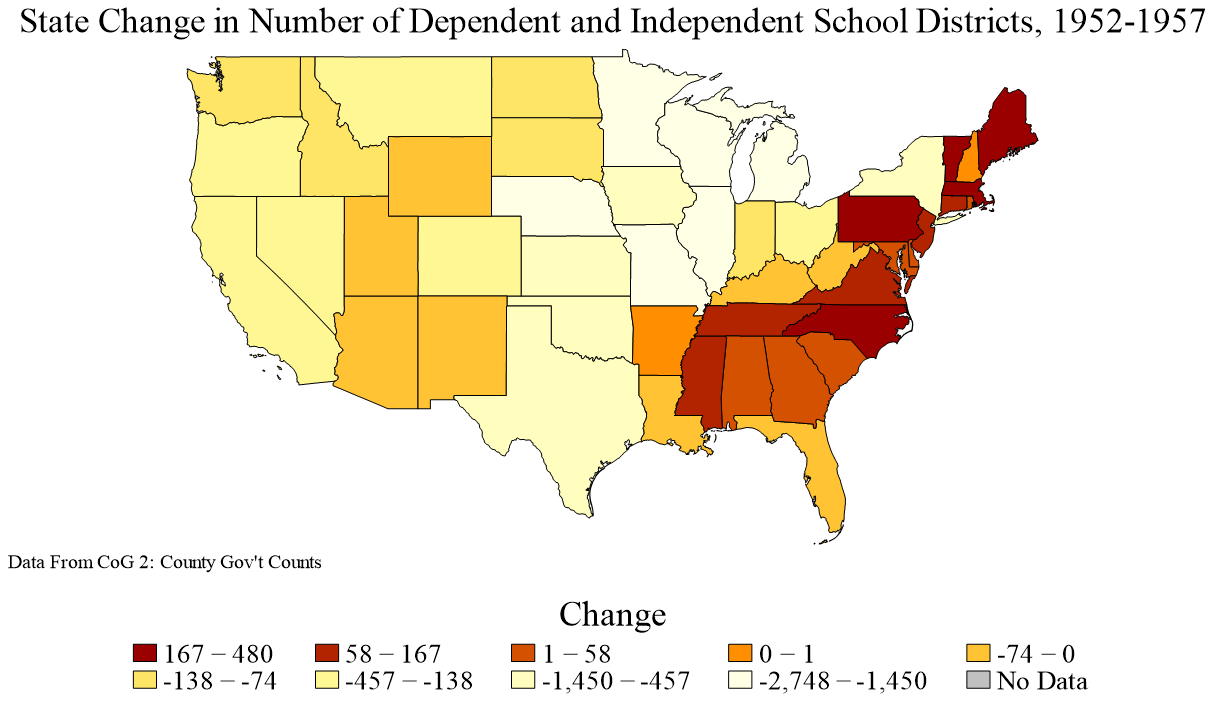 State Change in Number of Dependent and Independent School Districts, 1952-1957
Data From CoG 2: County Gov't Counts
Change
167 – 480 58 – 167 1 – 58 0 – 1 -74 – 0
-138 – -74 -457 – -138 -1,450 – -457 -2,748 – -1,450 No Data